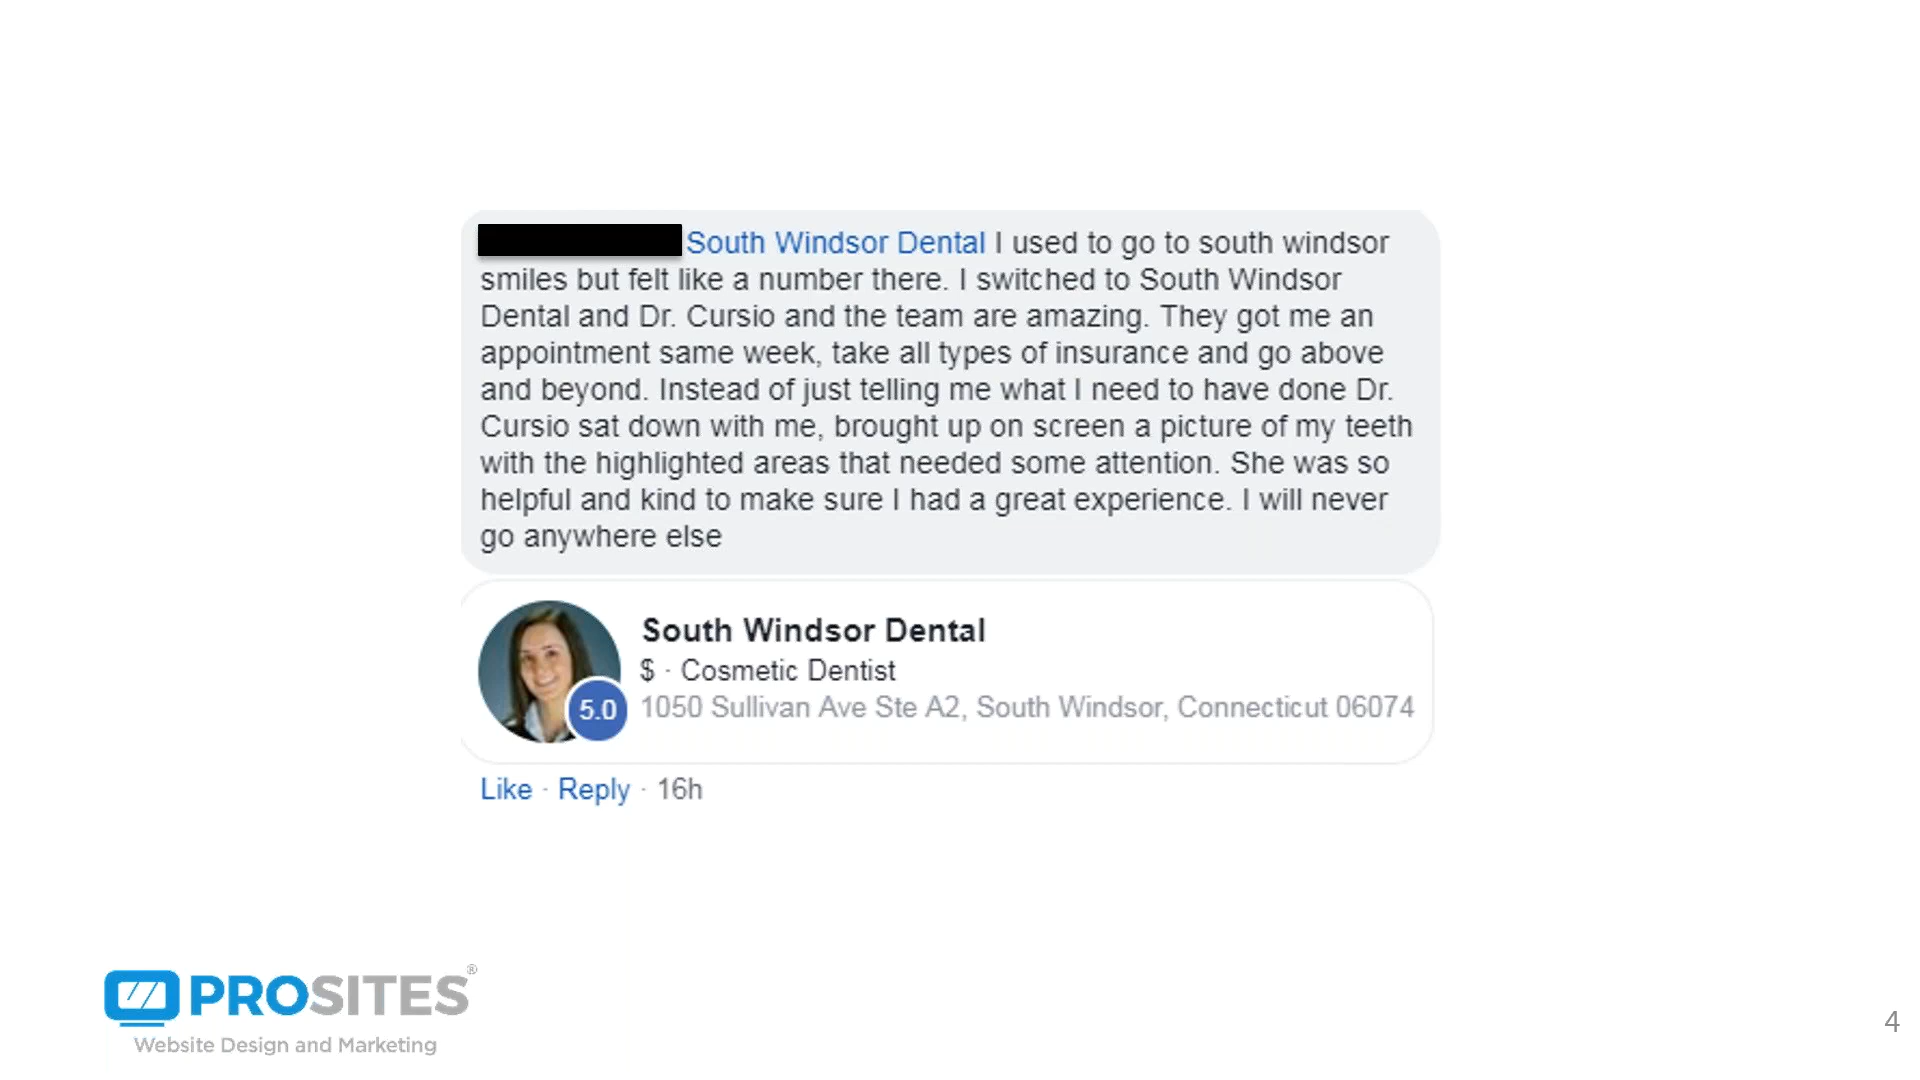 South Windsor Dental I used to go to south windsor
smiles but felt like a number there. I switched to South Windsor
Dental and Dr. Cursio and the team are amazing. They got me an
appointment same week, take all types of insurance and go above
and beyond. Instead of just telling me what I need to have done Dr.
Cursio sat down with me, brought up on screen a picture of my teeth
with the highlighted areas that needed some attention. She was so
helpful and kind to make sure I had a great experience. I will never
go anywhere else
South Windsor Dental
$ · Cosmetic Dentist
5.0
1050 Sullivan Ave Ste A2, South Windsor, Connecticut 06074
Like · Reply · 16h
PROSITES®
Website Design and Marketing
4